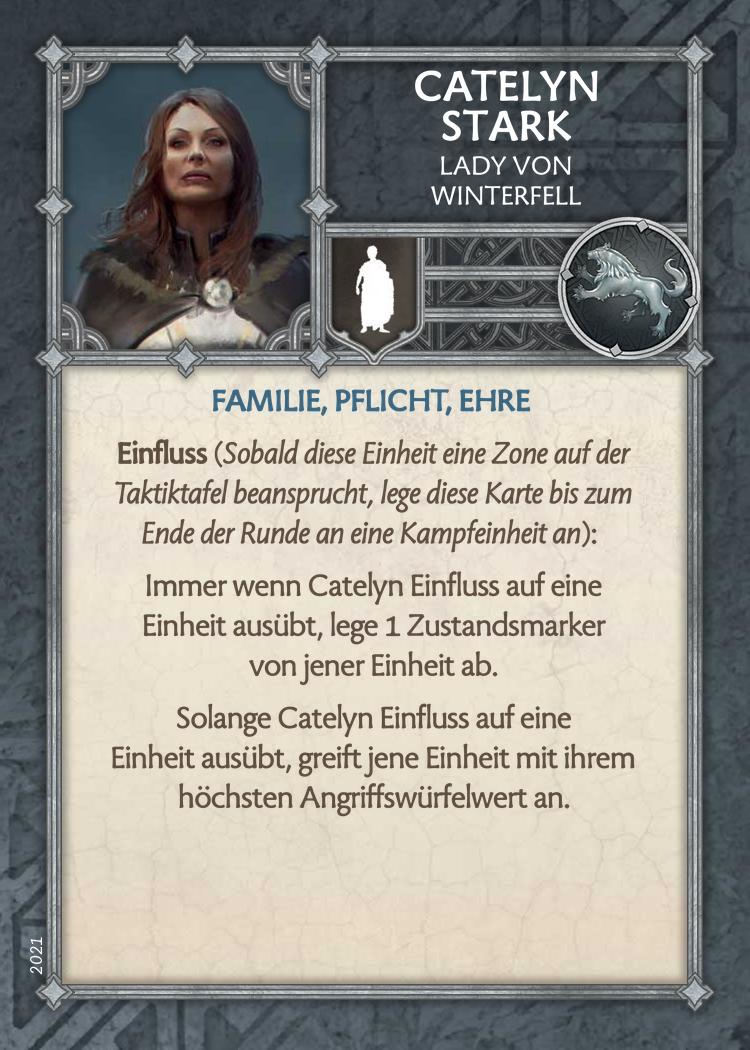 CATELYN
STARK
LADY VON
WINTERFELL
FAMILIE, PFLICHT, EHRE
Einfluss (Sobald diese Einheit eine Zone auf der
Taktiktafel beansprucht, lege diese Karte bis zum
Ende der Runde an eine Kampfeinheit an):
Immer wenn Catelyn Einfluss auf eine
Einheit ausübt, lege 1 Zustandsmarker
von jener Einheit ab.
Solange Catelyn Einfluss auf eine
Einheit ausübt, greift jene Einheit mit ihrem
höchsten Angriffswürfelwert an.
2021